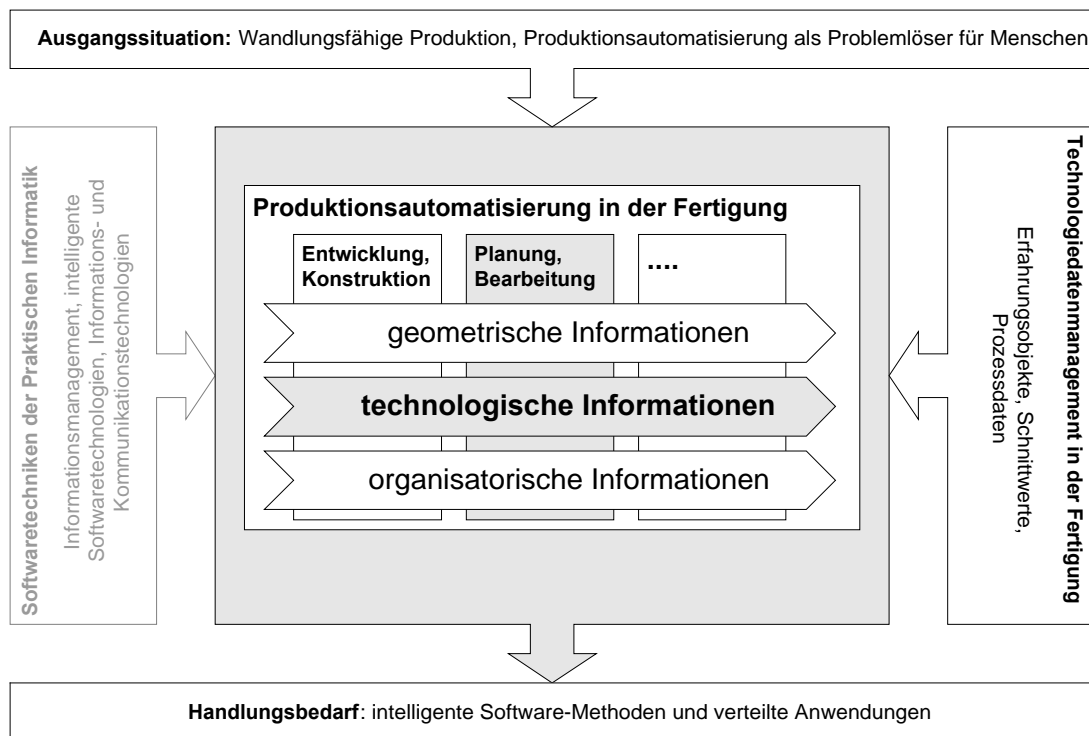 Ausgangssituation: Wandlungsfähige Produktion, Produktionsautomatisierung als Problemlöser für Menschen
Softwaretechniken der Praktischen Informatik
Informationsmanagement, intelligente
Softwaretechnologien, Informations- und
Kommunikationstechnologien
Produktionsautomatisierung in der Fertigung
Entwicklung,
Konstruktion
Planung,
Bearbeitung
....
geometrische Informationen
technologische Informationen
organisatorische Informationen
Technologiedatenmanagement in der Fertigung
Erfahrungsobjekte, Schnittwerte,
Prozessdaten
Handlungsbedarf: intelligente Software-Methoden und verteilte Anwendungen